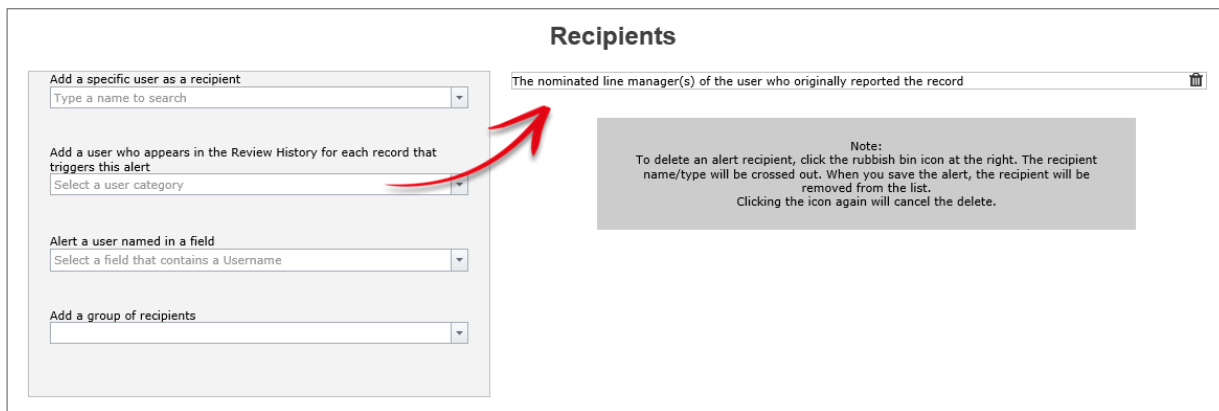 Recipients
Add a specific user as a recipient
Type a name to search
Add a user who appears in the Review History for each record that
triggers this alert
Select a user category
Alert a user named in a field
Select a field that contains a Username
Add a group of recipients
The nominated line manager(s) of the user who originally reported the record
Note:
To delete an alert recipient, click the rubbish bin icon at the right. The recipient
name/type will be crossed out. When you save the alert, the recipient will be
removed from the list.
Clicking the icon again will cancel the delete.